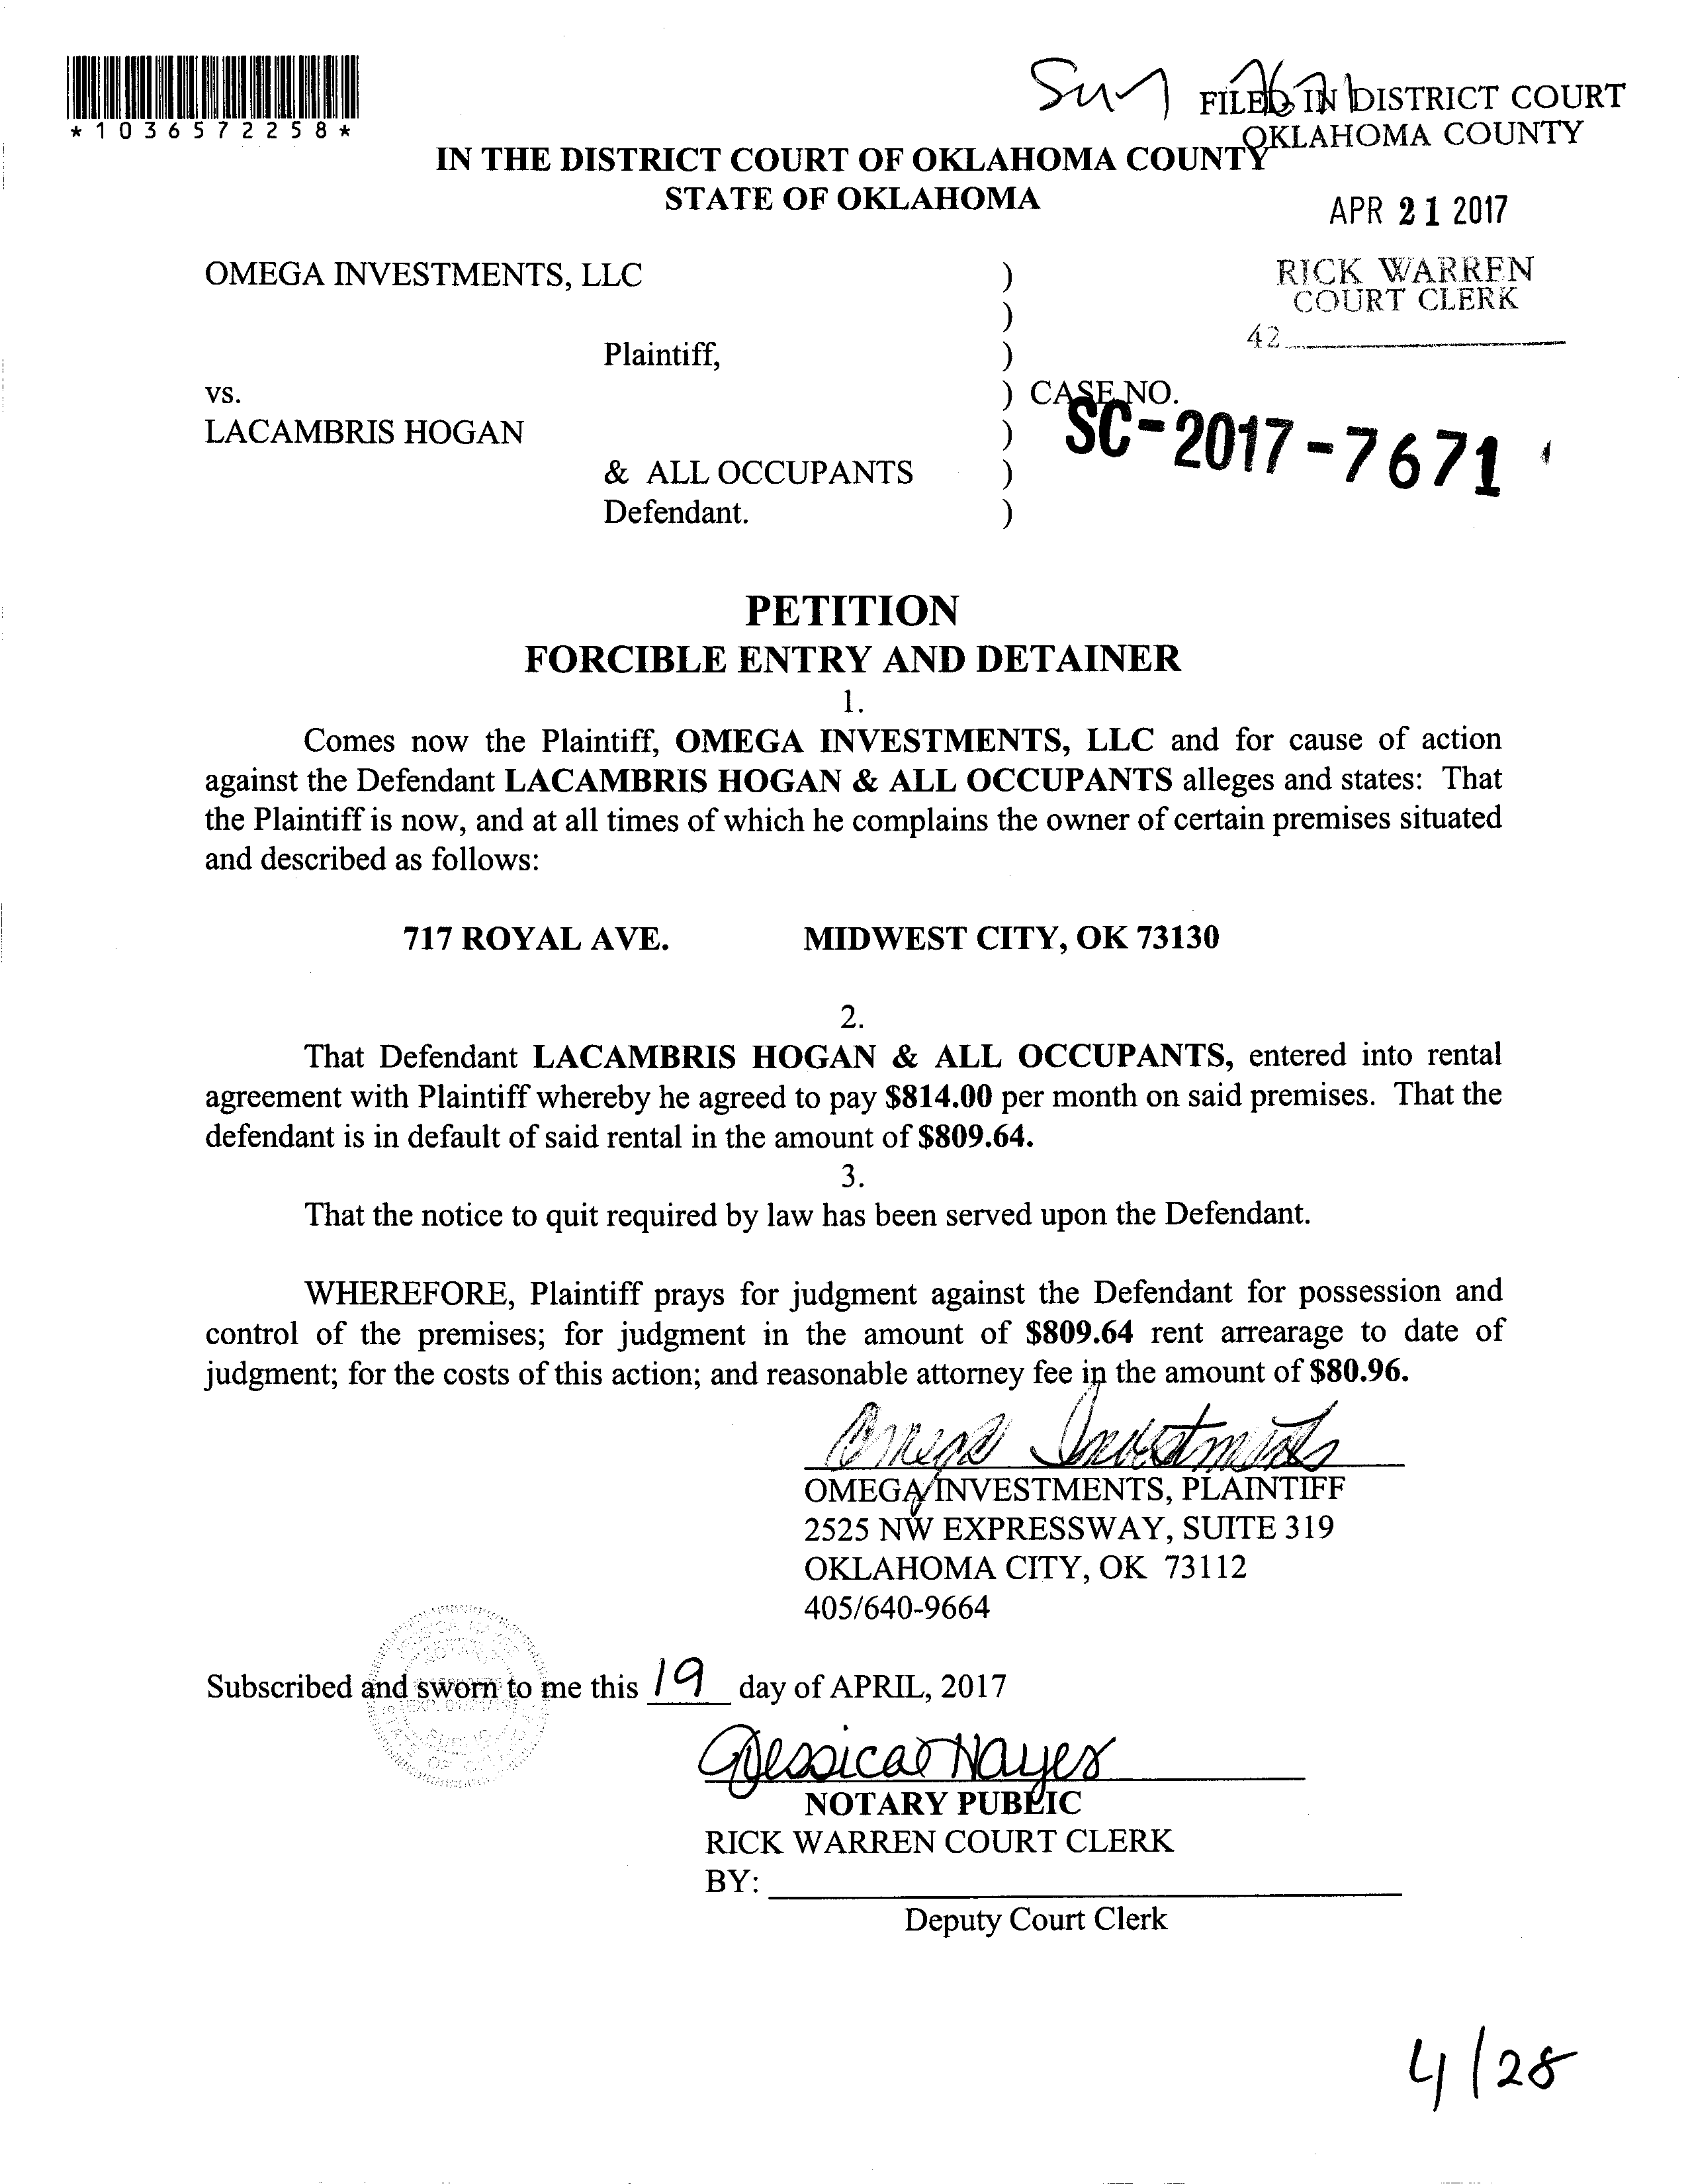 *1036572258*
FILED IN DISTRICT COURT
OKLAHOMA COUNTY
IN THE DISTRICT COURT OF OKLAHOMA COUNTY
STATE OF OKLAHOMA
APR 21 2017
RICK WARREN
COURT CLERK
42
OMEGA INVESTMENTS, LLC )
)
Plaintiff, )
vs. ) CASE NO.
SC-2017-7671
LACAMBRIS HOGAN )
& ALL OCCUPANTS )
Defendant. )
PETITION
FORCIBLE ENTRY AND DETAINER
1.
Comes now the Plaintiff, OMEGA INVESTMENTS, LLC and for cause of action
against the Defendant LACAMBRIS HOGAN & ALL OCCUPANTS alleges and states: That
the Plaintiff is now, and at all times of which he complains the owner of certain premises situated
and described as follows:
717 ROYAL AVE. MIDWEST CITY, OK 73130
2.
That Defendant LACAMBRIS HOGAN & ALL OCCUPANTS, entered into rental
agreement with Plaintiff whereby he agreed to pay $814.00 per month on said premises. That the
defendant is in default of said rental in the amount of $809.64.
3.
That the notice to quit required by law has been served upon the Defendant.
WHEREFORE, Plaintiff prays for judgment against the Defendant for possession and
control of the premises; for judgment in the amount of $809.64 rent arrearage to date of
judgment; for the costs of this action; and reasonable attorney fee in the amount of $80.96.
Omega Investments
OMEGA INVESTMENTS, PLAINTIFF
2525 NW EXPRESSWAY, SUITE 319
OKLAHOMA CITY, OK 73112
405/640-9664
Subscribed and sworn to me this 19 day of APRIL, 2017
Jessica Hayes
NOTARY PUBLIC
RICK WARREN COURT CLERK
BY:
Deputy Court Clerk
4/28